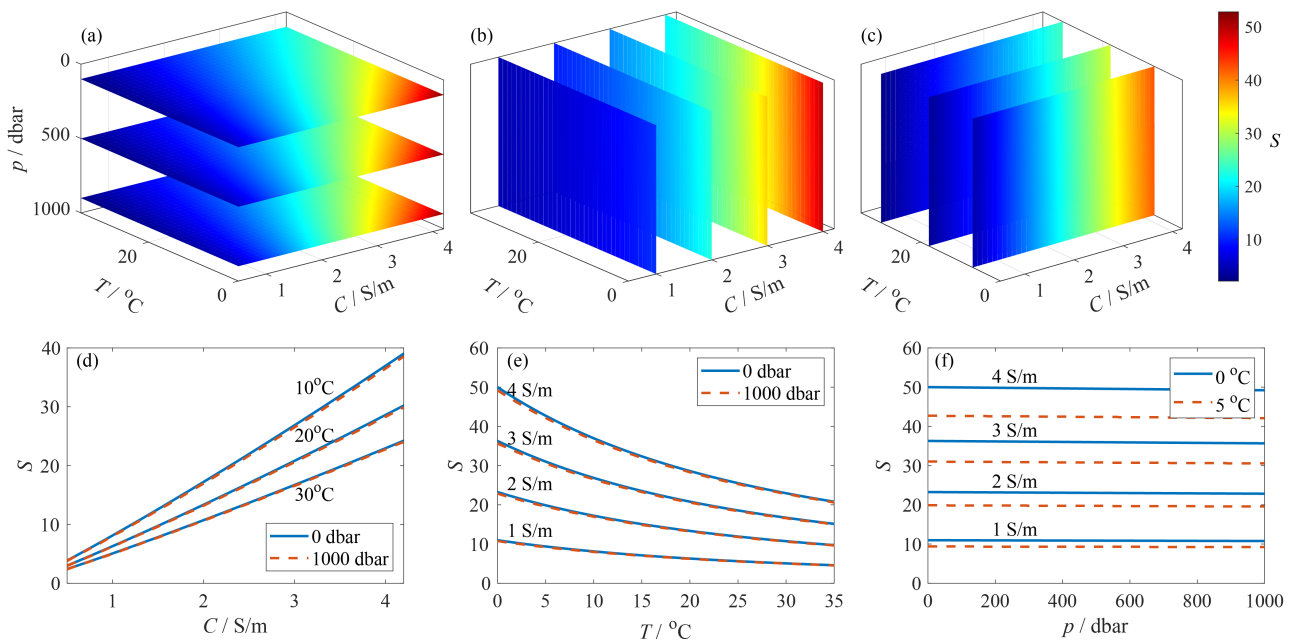 (a)
0
500
1000
p / dbar
20
0
T / °C
1
2
3
4
C / S/m
(b)
20
0
T / °C
1
2
3
4
C / S/m
(c)
20
0
T / °C
1
2
3
4
C / S/m
50
40
30
20
10
S
(d)
40
30
20
10
0
S
10°C
20°C
30°C
0 dbar
1000 dbar
1
2
3
4
C / S/m
(e)
60
50
40
30
20
10
0
S
4 S/m
3 S/m
2 S/m
1 S/m
0 dbar
1000 dbar
0 5 10 15 20 25 30 35
T / °C
(f)
60
50
40
30
20
10
0
S
4 S/m
3 S/m
2 S/m
1 S/m
0 °C
5 °C
0 200 400 600 800 1000
p / dbar